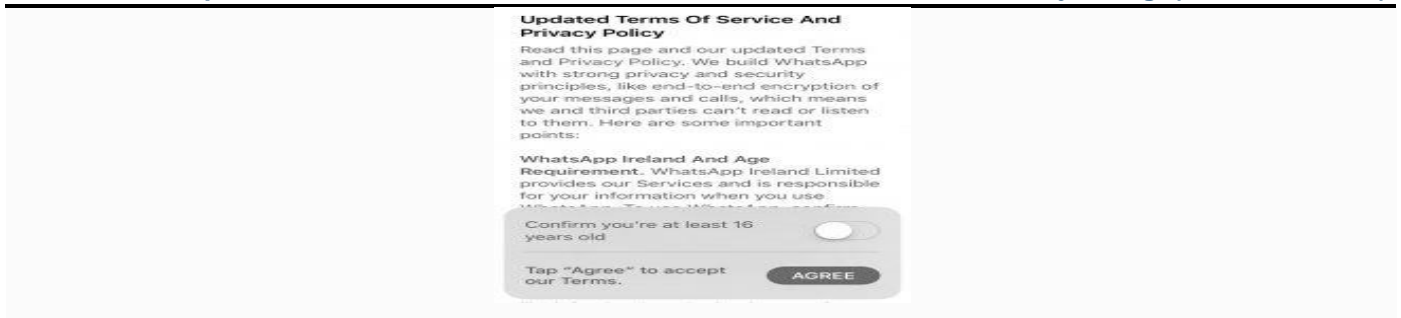 Updated Terms Of Service And
Privacy Policy
Read this page and our updated Terms
and Privacy Policy. We build WhatsApp
with strong privacy and security
principles, like end-to-end encryption of
your messages and calls, which means
we and third parties can't read or listen
to them. Here are some important
points:
WhatsApp Ireland And Age
Requirement. WhatsApp Ireland Limited
provides our Services and is responsible
for your information when you use
Confirm you're at least 16
years old
Tap "Agree" to accept
our Terms.
AGREE